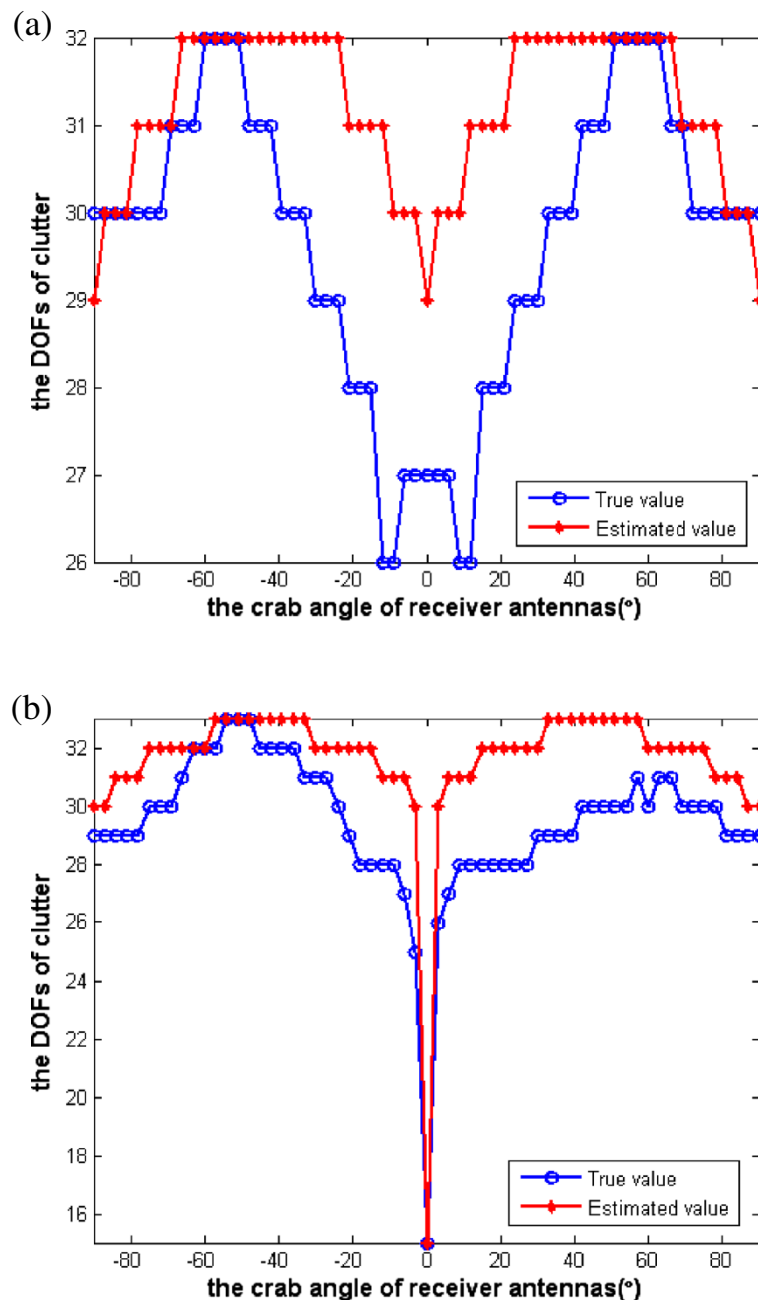 (a)
32
31
30
29
28
27
26
the DOFs of clutter
-80 -60 -40 -20 0 20 40 60 80
the crab angle of receiver antennas(°)
True value
Estimated value
(b)
32
30
28
26
24
22
20
18
16
the DOFs of clutter
-80 -60 -40 -20 0 20 40 60 80
the crab angle of receiver antennas(°)
True value
Estimated value